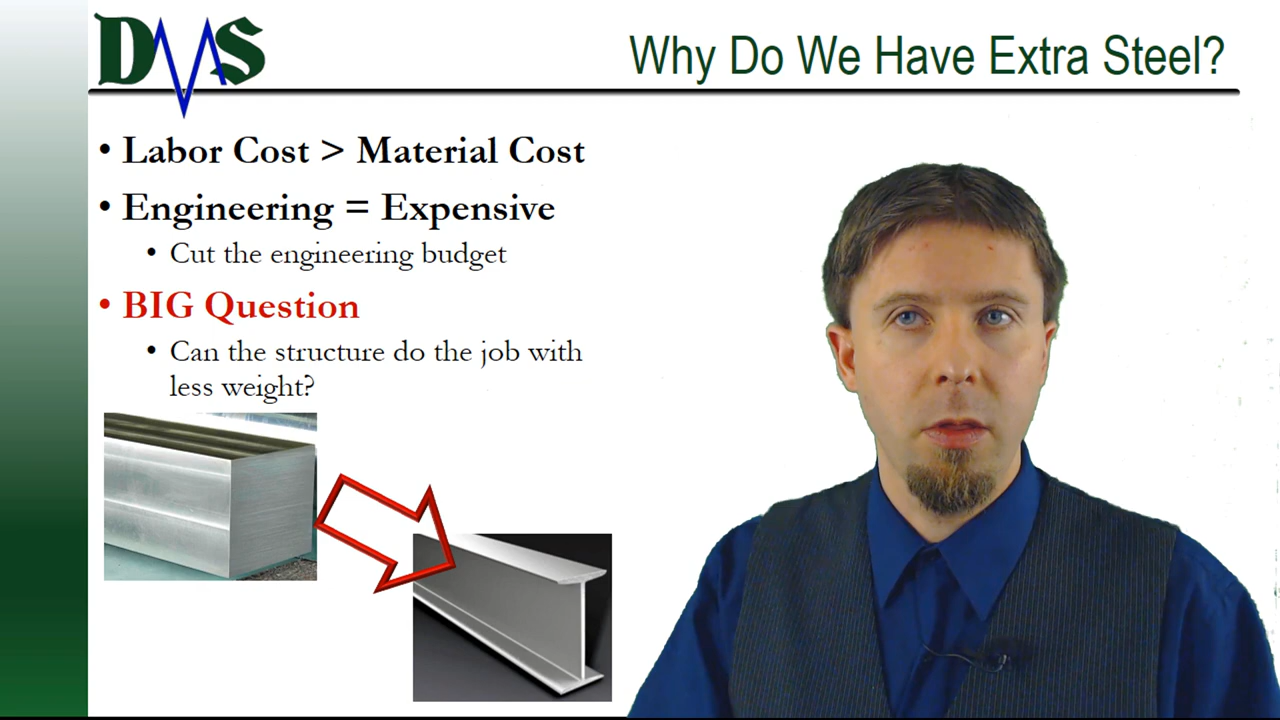 DMS
Why Do We Have Extra Steel?
• Labor Cost > Material Cost
• Engineering = Expensive
• Cut the engineering budget
• BIG Question
• Can the structure do the job with
less weight?